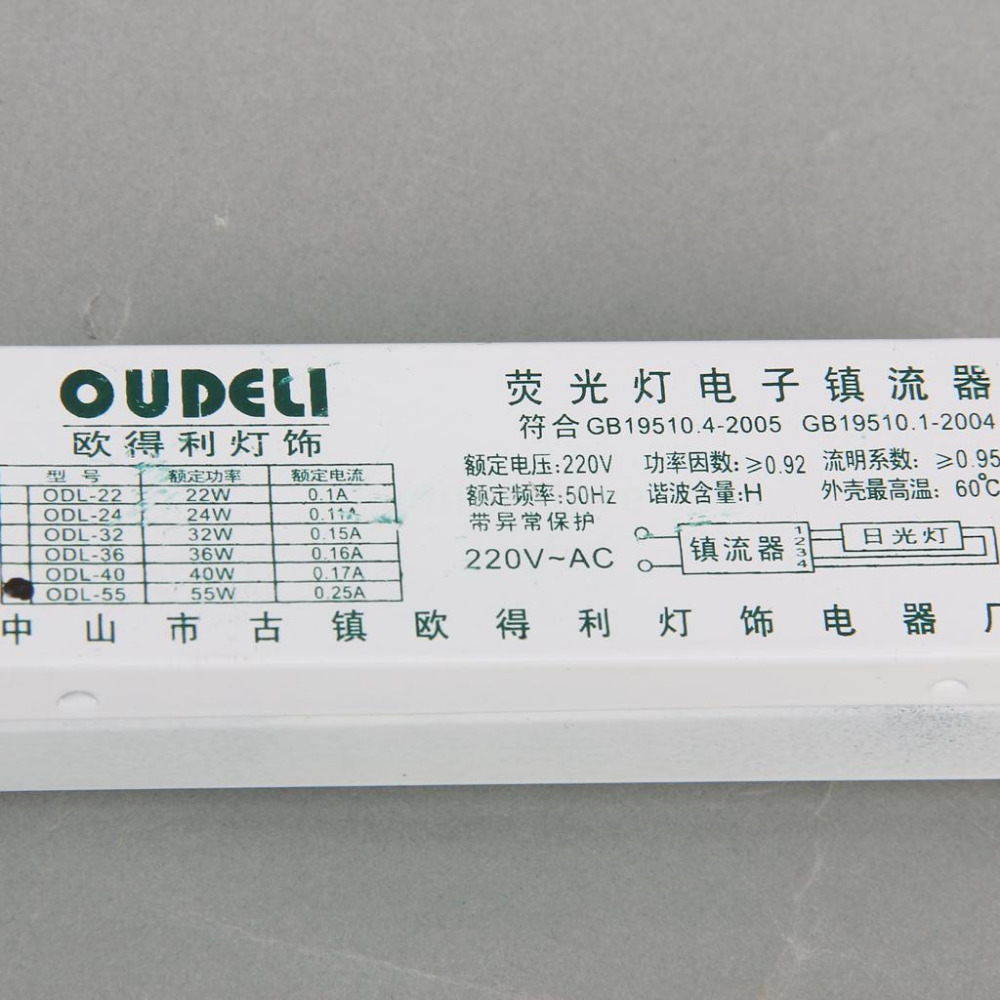 OUDELI
欧得利灯饰
型号 额定功率 额定电流
ODL-22 22W 0.1A
ODL-24 24W 0.11A
ODL-32 32W 0.15A
ODL-36 36W 0.16A
ODL-40 40W 0.17A
ODL-55 55W 0.25A
荧光灯电子镇流器
符合GB19510.4-2005 GB19510.1-2004
额定电压:220V 功率因数:≥0.92 流明系数:≥0.95
额定频率:50Hz 谐波含量:H 外壳最高温:60℃
带异常保护
220V~AC
镇流器 1 2 3 4 日光灯
中山市古镇欧得利灯饰电器厂